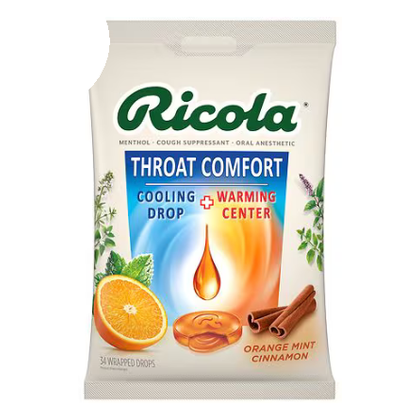 Ricola
MENTHOL · COUGH SUPPRESSANT · ORAL ANESTHETIC
THROAT COMFORT
COOLING WARMING
DROP + CENTER
ORANGE MINT
CINNAMON
34 WRAPPED DROPS